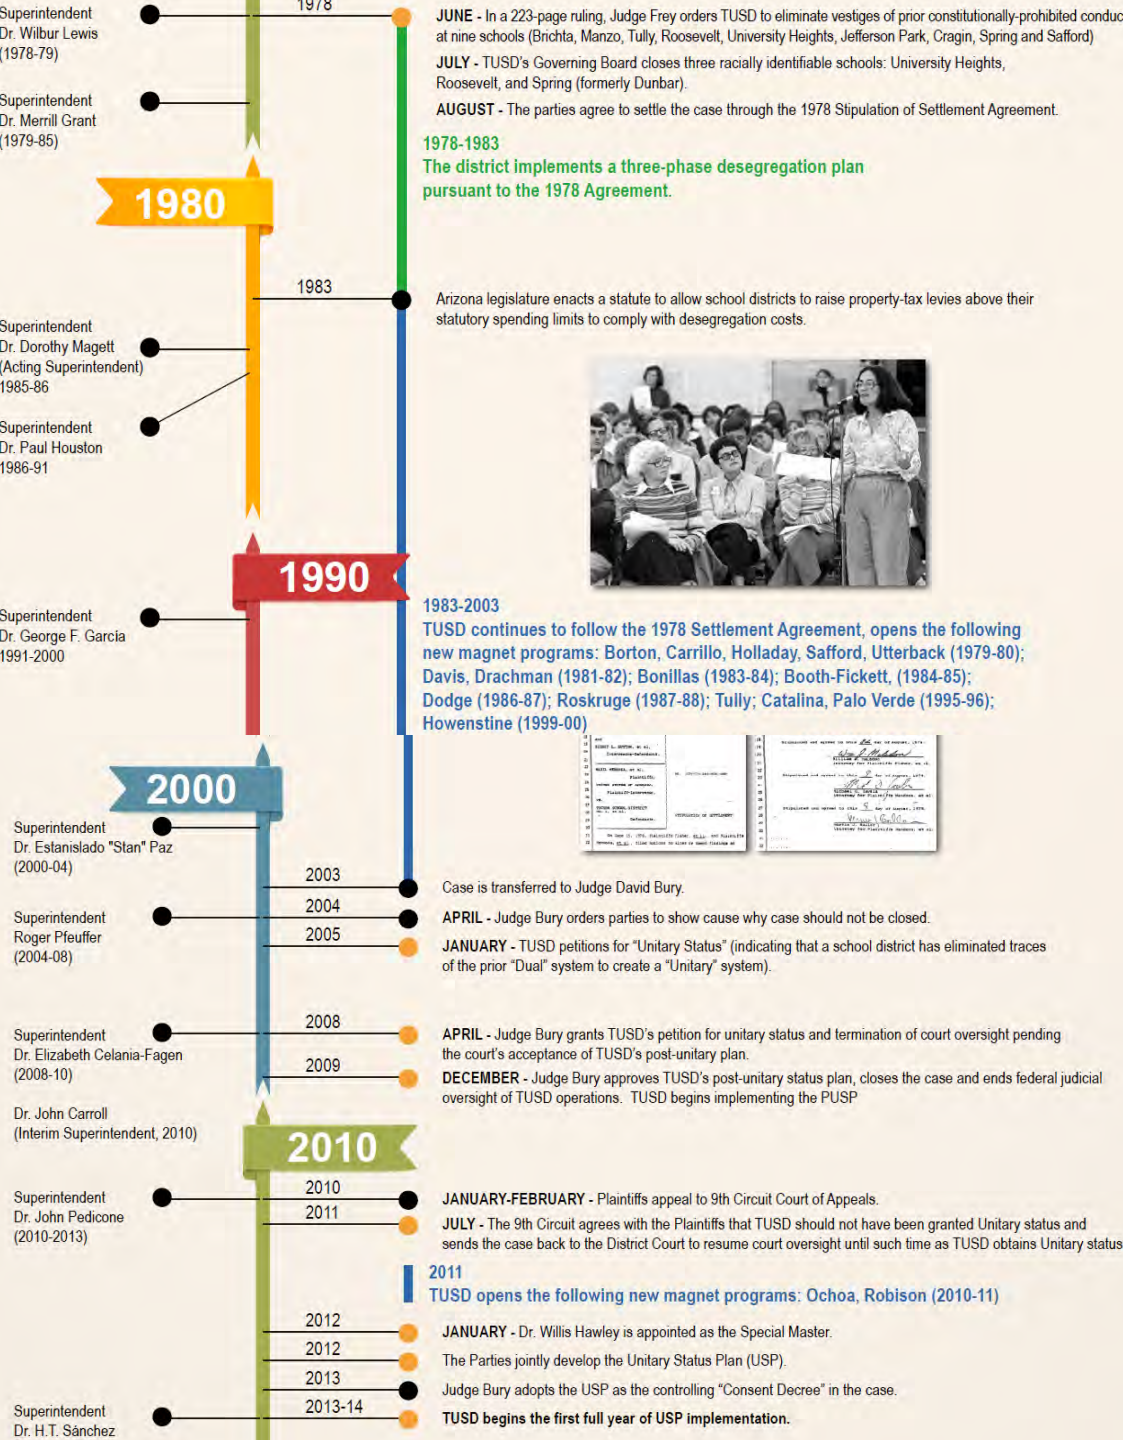 1978
Superintendent
Dr. Wilbur Lewis
(1978-79)
JUNE - In a 223-page ruling, Judge Frey orders TUSD to eliminate vestiges of prior constitutionally-prohibited conduc
at nine schools (Brichta, Manzo, Tully, Roosevelt, University Heights, Jefferson Park, Cragin, Spring and Safford)
JULY - TUSD's Governing Board closes three racially identifiable schools: University Heights,
Roosevelt, and Spring (formerly Dunbar).
Superintendent
Dr. Merrill Grant
(1979-85)
AUGUST - The parties agree to settle the case through the 1978 Stipulation of Settlement Agreement.
1978-1983
The district implements a three-phase desegregation plan
pursuant to the 1978 Agreement.
1980
1983
Arizona legislature enacts a statute to allow school districts to raise property-tax levies above their
statutory spending limits to comply with desegregation costs.
Superintendent
Dr. Dorothy Magett
(Acting Superintendent)
1985-86
Superintendent
Dr. Paul Houston
1986-91
1990
Superintendent
Dr. George F. Garcia
1991-2000
1983-2003
TUSD continues to follow the 1978 Settlement Agreement, opens the following
new magnet programs: Borton, Carrillo, Holladay, Safford, Utterback (1979-80);
Davis, Drachman (1981-82); Bonillas (1983-84); Booth-Fickett, (1984-85);
Dodge (1986-87); Roskruge (1987-88); Tully; Catalina, Palo Verde (1995-96);
Howenstine (1999-00)
2000
Superintendent
Dr. Estanislado "Stan" Paz
(2000-04)
STIPULATION OF SETTLEMENT
2003
Case is transferred to Judge David Bury.
2004
Superintendent
Roger Pfeuffer
(2004-08)
APRIL - Judge Bury orders parties to show cause why case should not be closed.
2005
JANUARY - TUSD petitions for “Unitary Status” (indicating that a school district has eliminated traces
of the prior “Dual” system to create a “Unitary” system).
2008
Superintendent
Dr. Elizabeth Celania-Fagen
(2008-10)
APRIL - Judge Bury grants TUSD's petition for unitary status and termination of court oversight pending
the court's acceptance of TUSD's post-unitary plan.
2009
DECEMBER - Judge Bury approves TUSD's post-unitary status plan, closes the case and ends federal judicial
oversight of TUSD operations. TUSD begins implementing the PUSP
Dr. John Carroll
(Interim Superintendent, 2010)
2010
2010
Superintendent
Dr. John Pedicone
(2010-2013)
JANUARY-FEBRUARY - Plaintiffs appeal to 9th Circuit Court of Appeals.
2011
JULY - The 9th Circuit agrees with the Plaintiffs that TUSD should not have been granted Unitary status and
sends the case back to the District Court to resume court oversight until such time as TUSD obtains Unitary status
2011
TUSD opens the following new magnet programs: Ochoa, Robison (2010-11)
2012
JANUARY - Dr. Willis Hawley is appointed as the Special Master.
2012
The Parties jointly develop the Unitary Status Plan (USP).
2013
Judge Bury adopts the USP as the controlling “Consent Decree” in the case.
2013-14
Superintendent
Dr. H.T. Sánchez
TUSD begins the first full year of USP implementation.